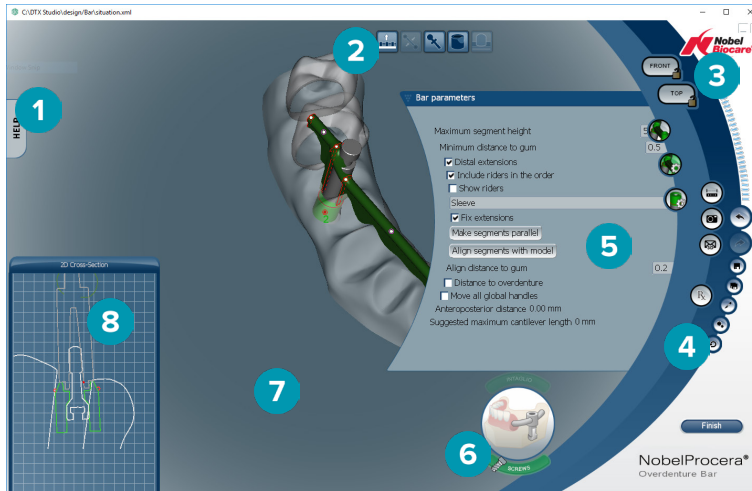 C:\DTX Studio\design/Bar\situation.xml
HELP
1
2
3
4
5
6
7
8
Nobel
Biocare®
FRONT
TOP
Bar parameters
Maximum segment height 5
Minimum distance to gum 0.5
Distal extensions
Include riders in the order
Show riders
Sleeve
Fix extensions
Make segments parallel
Align segments with model
Align distance to gum 0.2
Distance to overdenture
Move all global handles
Anteroposterior distance 0.00 mm
Suggested maximum cantilever length 0 mm
2D Cross-Section
Rx
SCREWS
Finish
NobelProcera®
Overdenture Bar